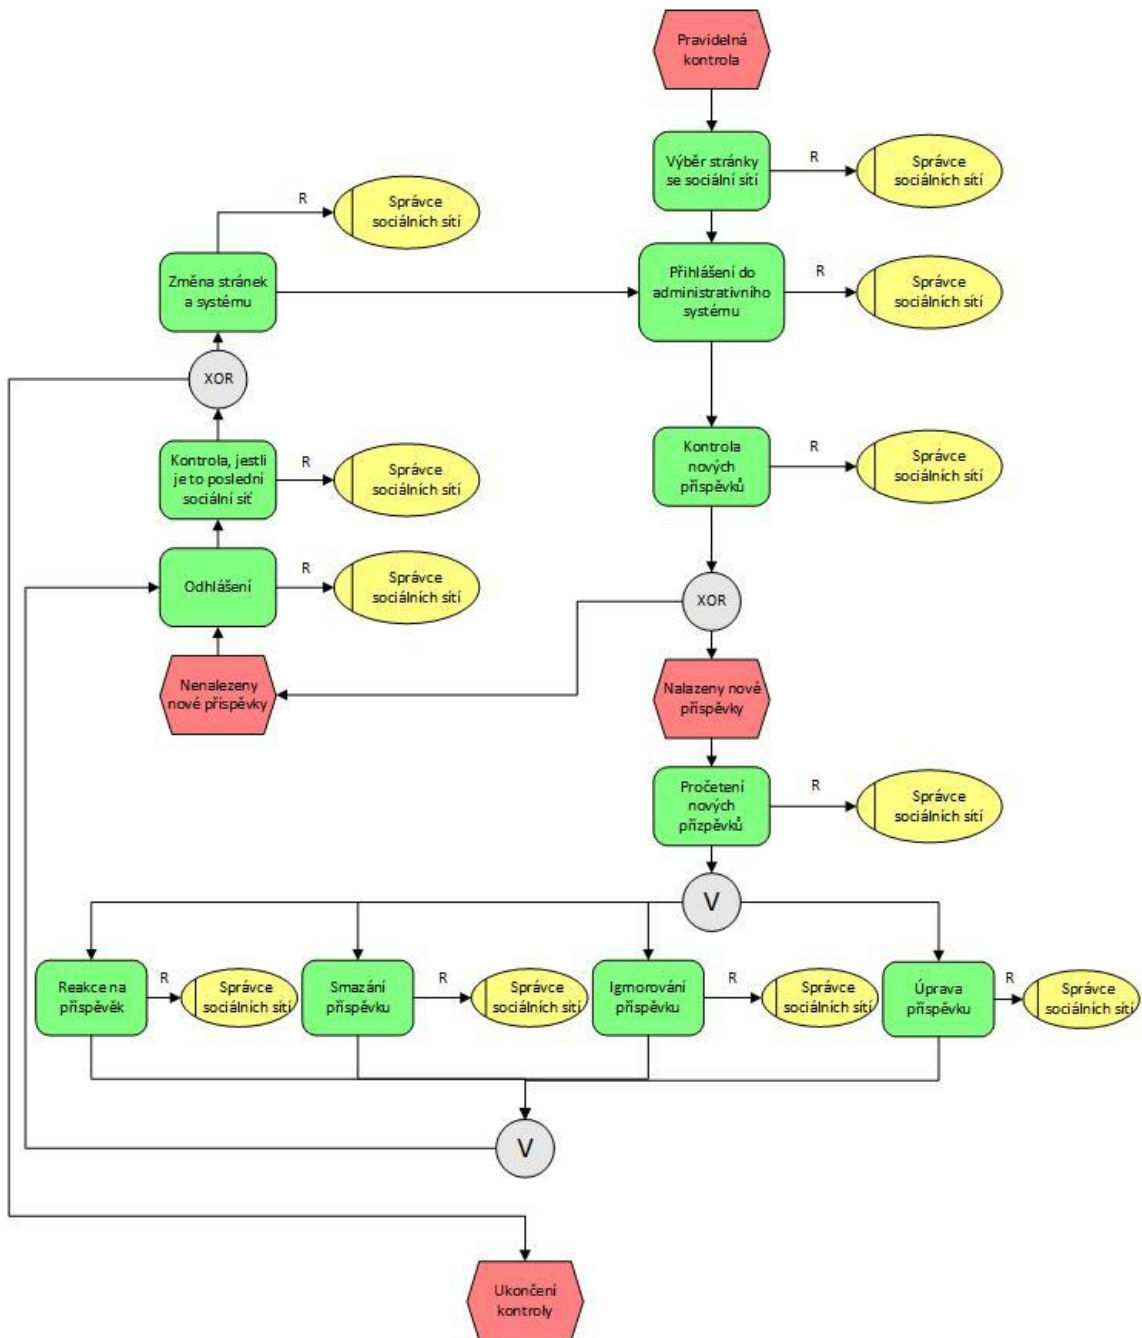 Pravidelná
kontrola
Výběr stránky
se sociální sítí
R
Správce
sociálních sítí
R
Správce
sociálních sítí
Změna stránek
a systému
Přihlášení do
administrativního
systému
R
Správce
sociálních sítí
XOR
Kontrola, jestli
je to poslední
sociální síť
R
Správce
sociálních sítí
Kontrola
nových
příspěvků
R
Správce
sociálních sítí
Odhlášení
R
Správce
sociálních sítí
XOR
Nenalezeny
nové příspěvky
Nalazeny nové
příspěvky
Pročetení
nových
přízpěvků
R
Správce
sociálních sítí
V
Reakce na
příspěvěk
R
Správce
sociálních sítí
Smazání
příspěvku
R
Správce
sociálních sítí
Igmorování
příspěvku
R
Správce
sociálních sítí
Úprava
příspěvku
R
Správce
sociálních sítí
V
Ukončení
kontroly